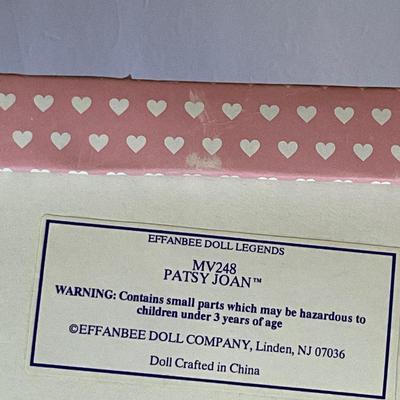 EFFANBEE DOLL LEGENDS
MV248
PATSY JOAN™
WARNING: Contains small parts which may be hazardous to
children under 3 years of age
©EFFANBEE DOLL COMPANY, Linden, NJ 07036
Doll Crafted in China